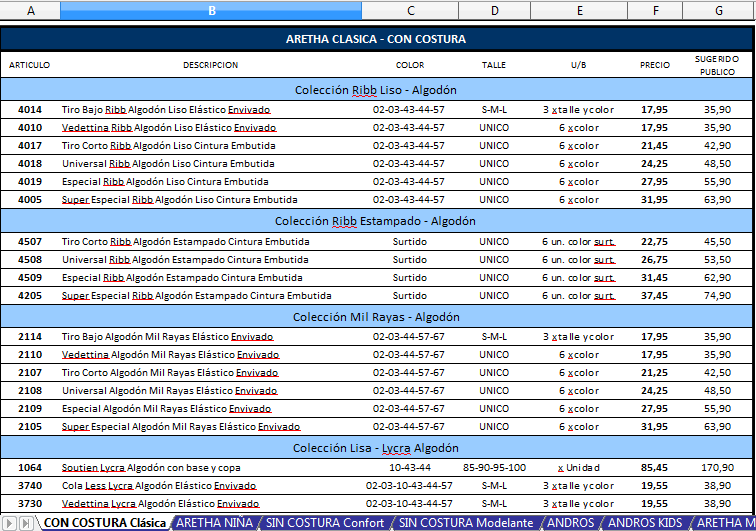 A B C D E F G
ARETHA CLASICA - CON COSTURA
ARTICULO DESCRIPCION COLOR TALLE U/B PRECIO SUGERIDO PUBLICO
Colección Ribb Liso - Algodón
4014 Tiro Bajo Ribb Algodón Liso Elástico Envivado 02-03-43-44-57 S-M-L 3 x talle y color 17,95 35,90
4010 Vedettina Ribb Algodón Liso Elástico Envivado 02-03-43-44-57 UNICO 6 x color 17,95 35,90
4017 Tiro Corto Ribb Algodón Liso Cintura Embutida 02-03-43-44-57 UNICO 6 x color 21,45 42,90
4018 Universal Ribb Algodón Liso Cintura Embutida 02-03-43-44-57 UNICO 6 x color 24,25 48,50
4019 Especial Ribb Algodón Liso Cintura Embutida 02-03-43-44-57 UNICO 6 x color 27,95 55,90
4005 Super Especial Ribb Algodón Liso Cintura Embutida 02-03-43-44-57 UNICO 6 x color 31,95 63,90
Colección Ribb Estampado - Algodón
4507 Tiro Corto Ribb Algodón Estampado Cintura Embutida Surtido UNICO 6 un. color surt. 22,75 45,50
4508 Universal Ribb Algodón Estampado Cintura Embutida Surtido UNICO 6 un. color surt. 26,75 53,50
4509 Especial Ribb Algodón Estampado Cintura Embutida Surtido UNICO 6 un. color surt. 31,45 62,90
4205 Super Especial Ribb Algodón Estampado Cintura Embutida Surtido UNICO 6 un. color surt. 37,45 74,90
Colección Mil Rayas - Algodón
2114 Tiro Bajo Algodón Mil Rayas Elástico Envivado 02-03-44-57-67 S-M-L 3 x talle y color 17,95 35,90
2110 Vedettina Algodón Mil Rayas Elástico Envivado 02-03-44-57-67 UNICO 6 x color 17,95 35,90
2107 Tiro Corto Algodón Mil Rayas Elástico Envivado 02-03-44-57-67 UNICO 6 x color 21,25 42,50
2108 Universal Algodón Mil Rayas Elástico Envivado 02-03-44-57-67 UNICO 6 x color 24,25 48,50
2109 Especial Algodón Mil Rayas Elástico Envivado 02-03-44-57-67 UNICO 6 x color 27,95 55,90
2105 Super Especial Algodón Mil Rayas Elástico Envivado 02-03-44-57-67 UNICO 6 x color 31,95 63,90
Colección Lisa - Lycra Algodón
1064 Soutien Lycra Algodón con base y copa 10-43-44 85-90-95-100 x Unidad 85,45 170,90
3740 Cola Less Lycra Algodón Elástico Envivado 02-03-10-43-44-57 S-M-L 3 x talle y color 19,55 38,90
3730 Vedettina Lycra Algodón Elástico Envivado 02-03-10-43-44-57 S-M-L 3 x talle y color 19,55 38,90
CON COSTURA Clásica ARETHA NIÑA SIN COSTURA Confort SIN COSTURA Modelante ANDROS ANDROS KIDS ARETHA M